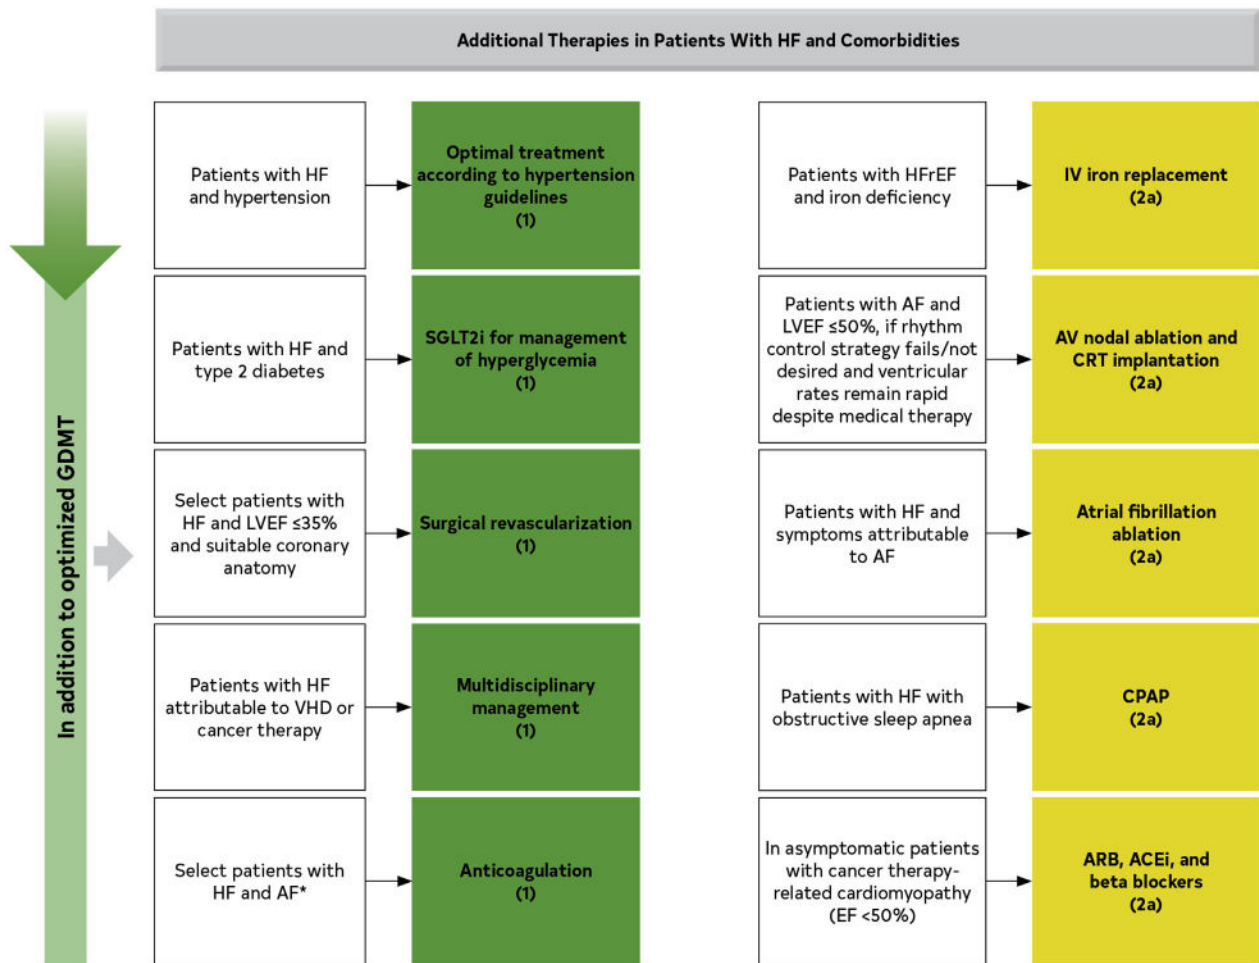 Additional Therapies in Patients With HF and Comorbidities
In addition to optimized GDMT
Patients with HF
and hypertension
Optimal treatment
according to hypertension
guidelines
(1)
Patients with HF and
type 2 diabetes
SGLT2i for management
of hyperglycemia
(1)
Select patients with
HF and LVEF ≤35%
and suitable coronary
anatomy
Surgical revascularization
(1)
Patients with HF
attributable to VHD or
cancer therapy
Multidisciplinary
management
(1)
Select patients with
HF and AF*
Anticoagulation
(1)
Patients with HFrEF
and iron deficiency
IV iron replacement
(2a)
Patients with AF and
LVEF ≤50%, if rhythm
control strategy fails/not
desired and ventricular
rates remain rapid
despite medical therapy
AV nodal ablation and
CRT implantation
(2a)
Patients with HF and
symptoms attributable
to AF
Atrial fibrillation
ablation
(2a)
Patients with HF with
obstructive sleep apnea
CPAP
(2a)
In asymptomatic patients
with cancer therapy-
related cardiomyopathy
(EF <50%)
ARB, ACEi, and
beta blockers
(2a)